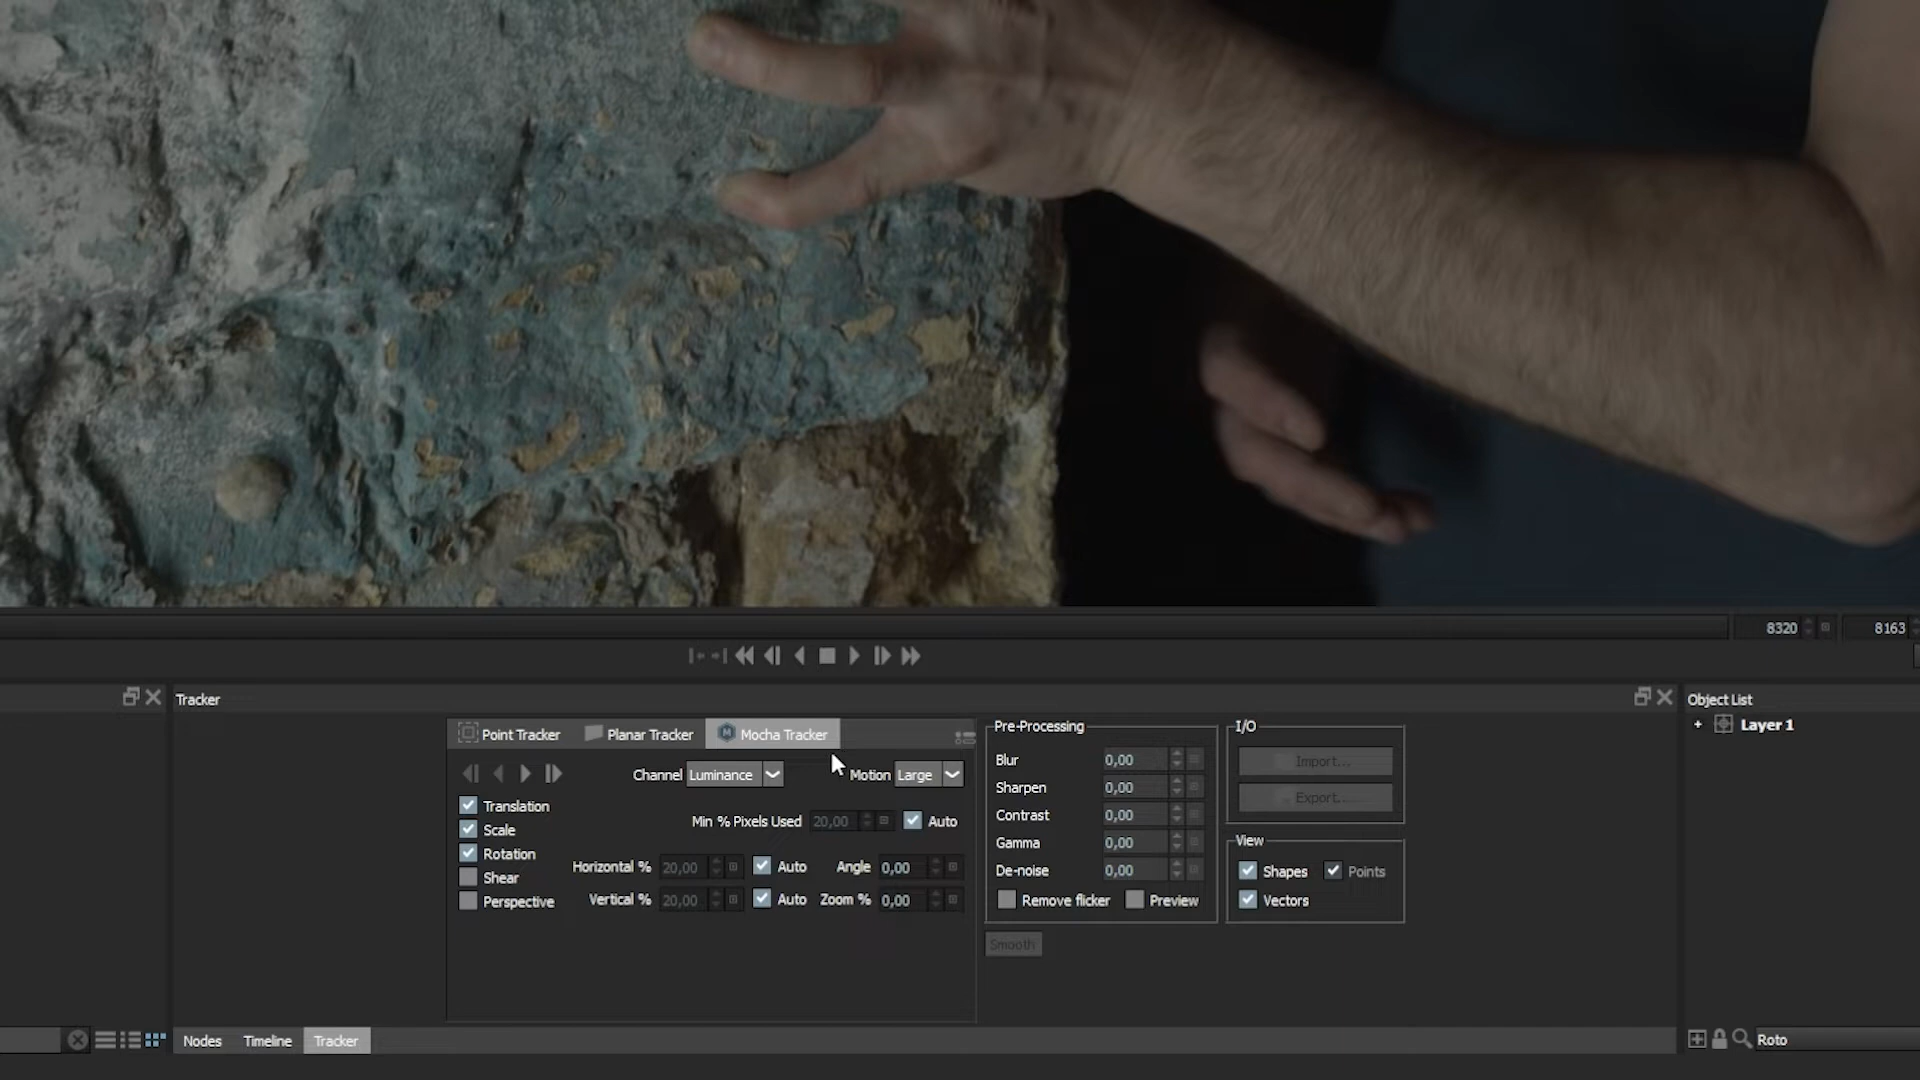 8320 8163
Tracker
Object List
Point Tracker Planar Tracker Mocha Tracker
Channel Luminance Motion Large
Translation
Scale
Rotation
Shear
Perspective
Min % Pixels Used 20,00 Auto
Horizontal % 20,00 Auto Angle 0,00
Vertical % 20,00 Auto Zoom % 0,00
Pre-Processing
Blur 0,00
Sharpen 0,00
Contrast 0,00
Gamma 0,00
De-noise 0,00
Remove flicker Preview
Smooth
I/O
Import...
Export...
View
Shapes Points
Vectors
+ Layer 1
Nodes Timeline Tracker
Roto